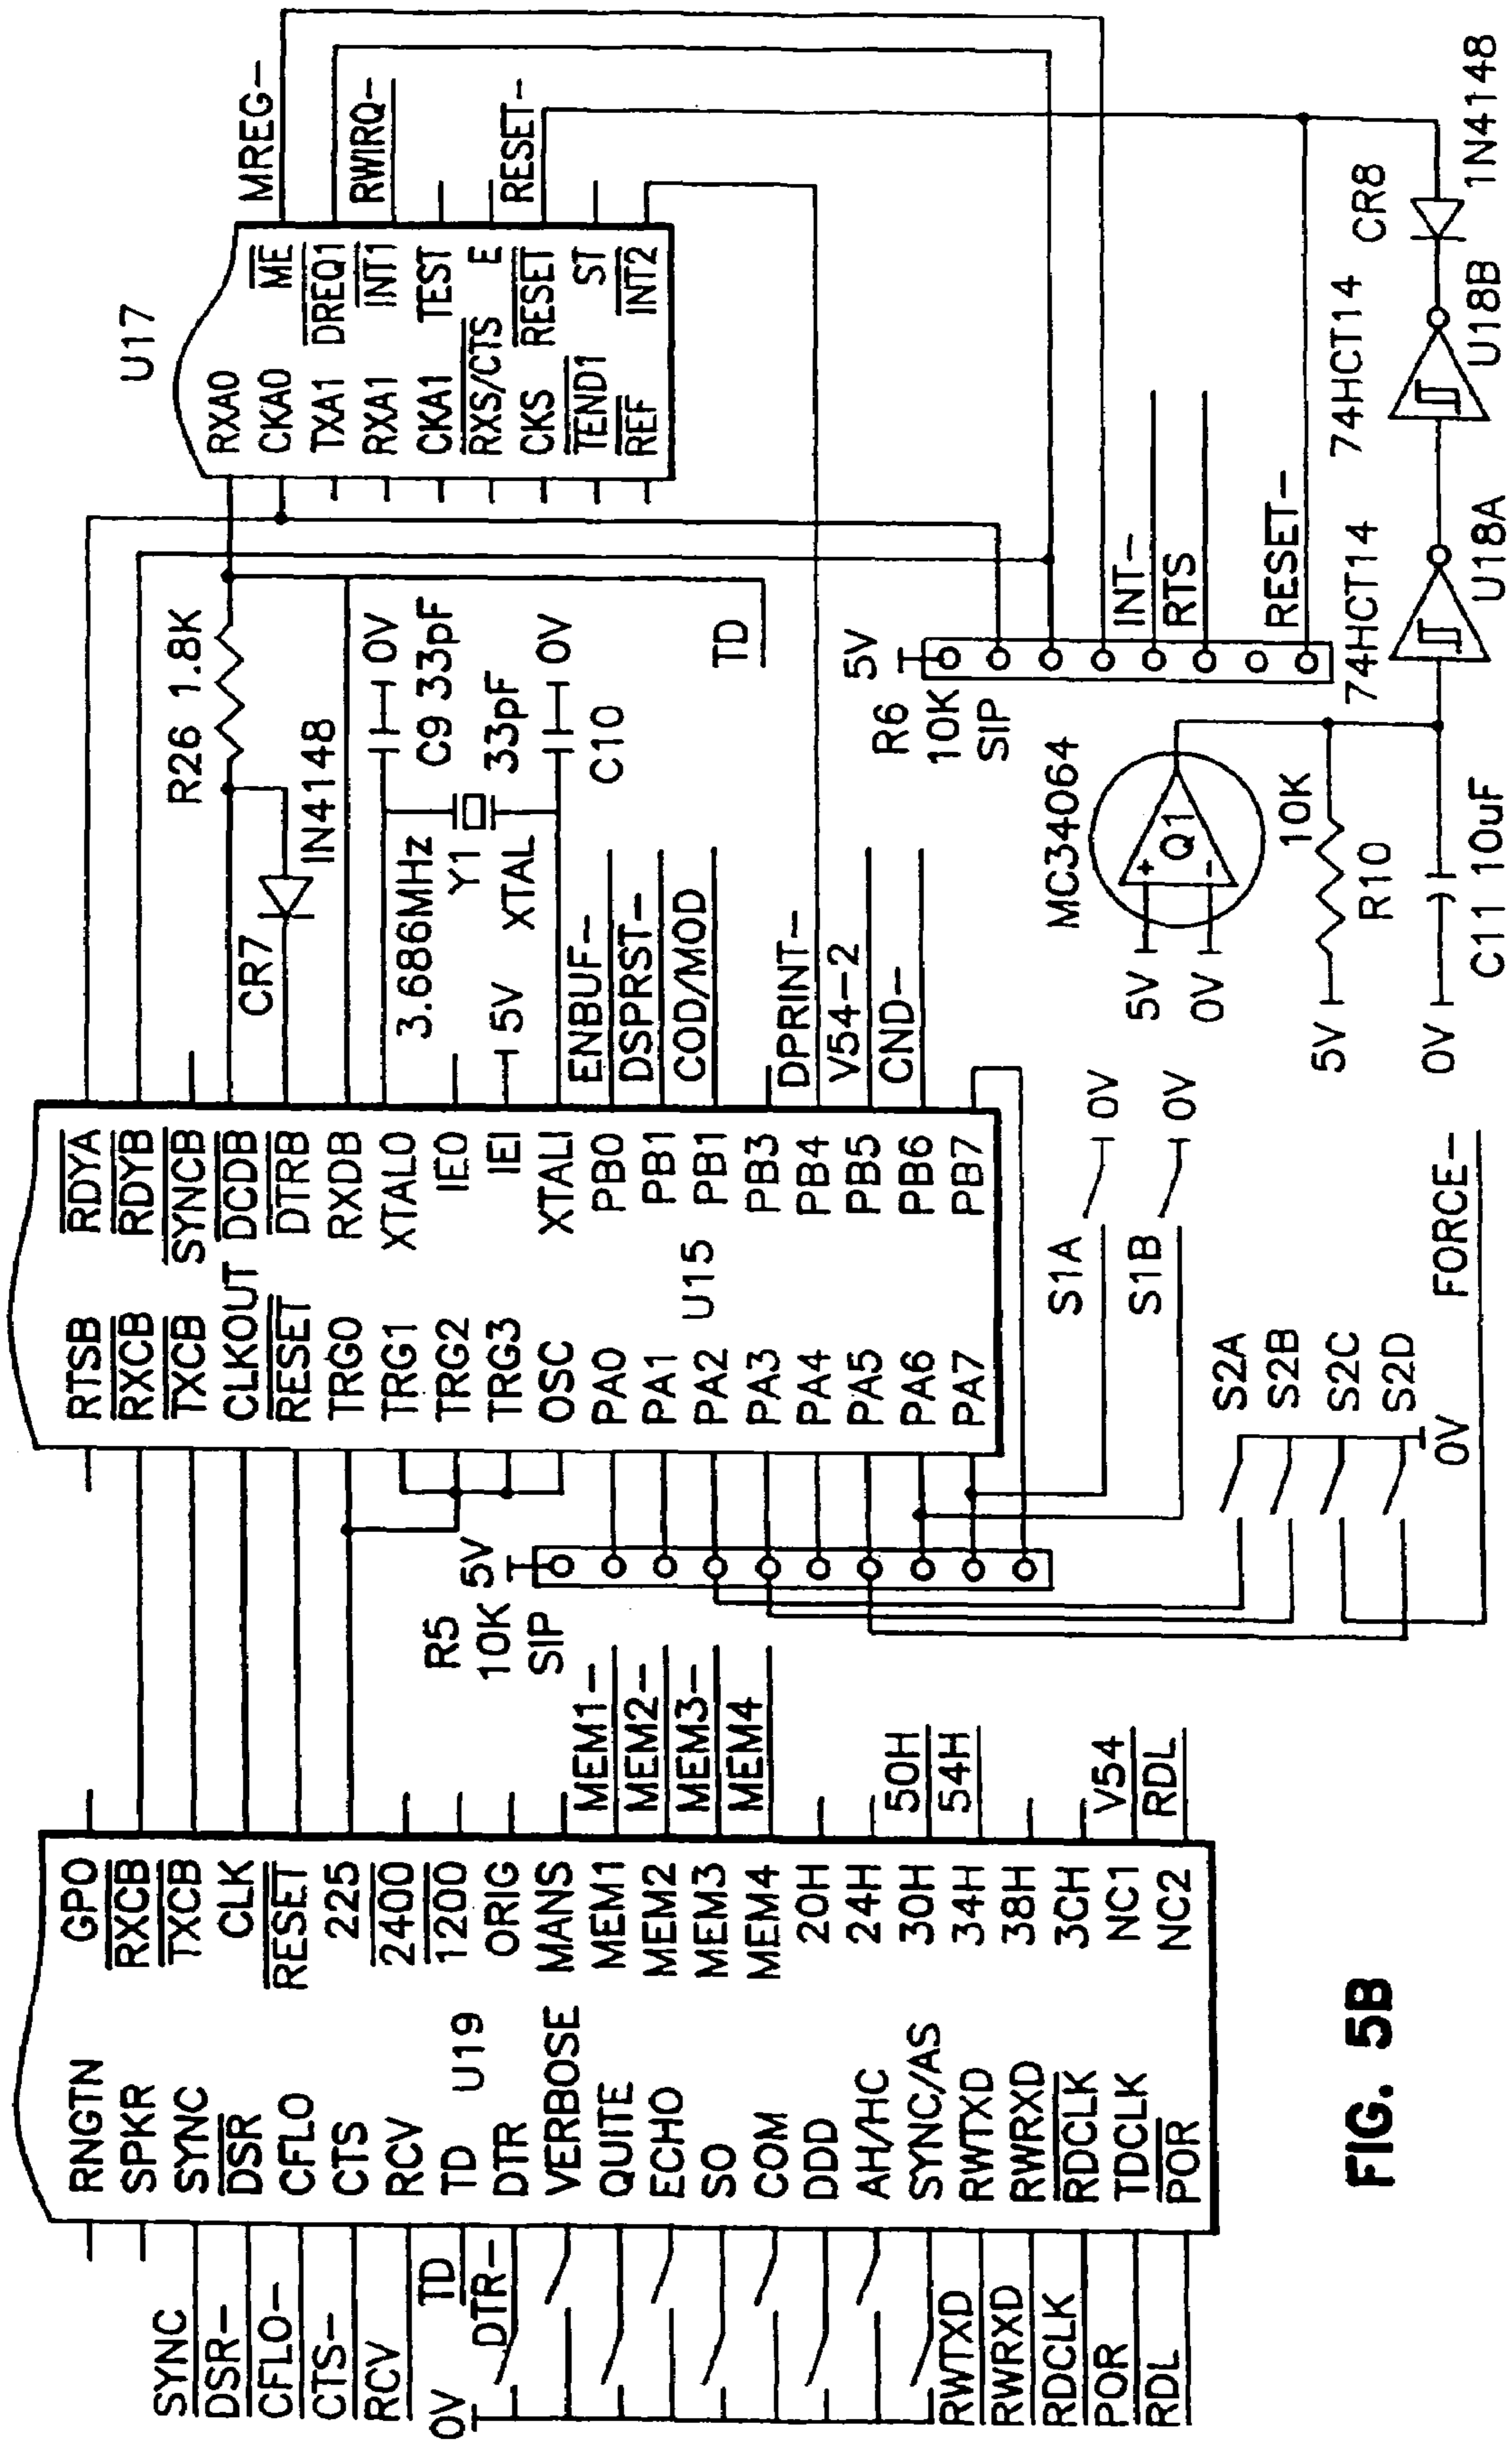 RNGTN
SPKR
SYNC
DSR
CFLO
CTS
RCV
TD
DTR
VERBOSE
QUITE
ECHO
SO
COM
DDD
AH/HC
SYNC/AS
RWTXD
RWRXD
RDCLK
TDCLK
POR
U19
GPO
RXCB
TXCB
CLK
RESET
225
2400
1200
ORIG
MANS
MEM1
MEM2
MEM3
MEM4
20H
24H
30H
34H
38H
3CH
NC1
NC2
SYNC
DSR-
CFLO-
CTS-
RCV
TD
DTR-
0V
RWTXD
RWRXD
RDCLK
POR
RDL
MEM1-
MEM2-
MEM3-
MEM4
50H
54H
V54
RDL
R5
10K
SIP
5V
RTSB
RXCB
TXCB
CLKOUT
RESET
TRG0
TRG1
TRG2
TRG3
OSC
PA0
PA1
PA2
PA3
PA4
PA5
PA6
PA7
U15
RDYA
RDYB
SYNCB
DCDB
DTRB
RXDB
XTALO
IEO
IEI
XTALI
PB0
PB1
PB1
PB3
PB4
PB5
PB6
PB7
S1A
0V
S1B
0V
S2A
S2B
S2C
S2D
0V
FORCE-
R26 1.8K
CR7
IN4148
3.686MHz
Y1
XTAL
5V
0V
C9 33pF
33pF
0V
C10
ENBUF-
DSPRST-
COD/MOD
DPRINT-
V54-2
CND-
TD
U17
RXA0
CKA0
TXA1
RXA1
CKA1
RXS/CTS
CKS
TEND1
REF
ME
DREQ1
INT1
TEST
E
RESET
ST
INT2
MREG-
RWIRQ-
RESET-
R6
10K
SIP
5V
INT-
RTS
RESET-
MC34064
Q1
+
-
5V
0V
10K
R10
5V
0V
C11 10uF
74HCT14
U18A
74HCT14
U18B
CR8
1N4148
FIG. 5B